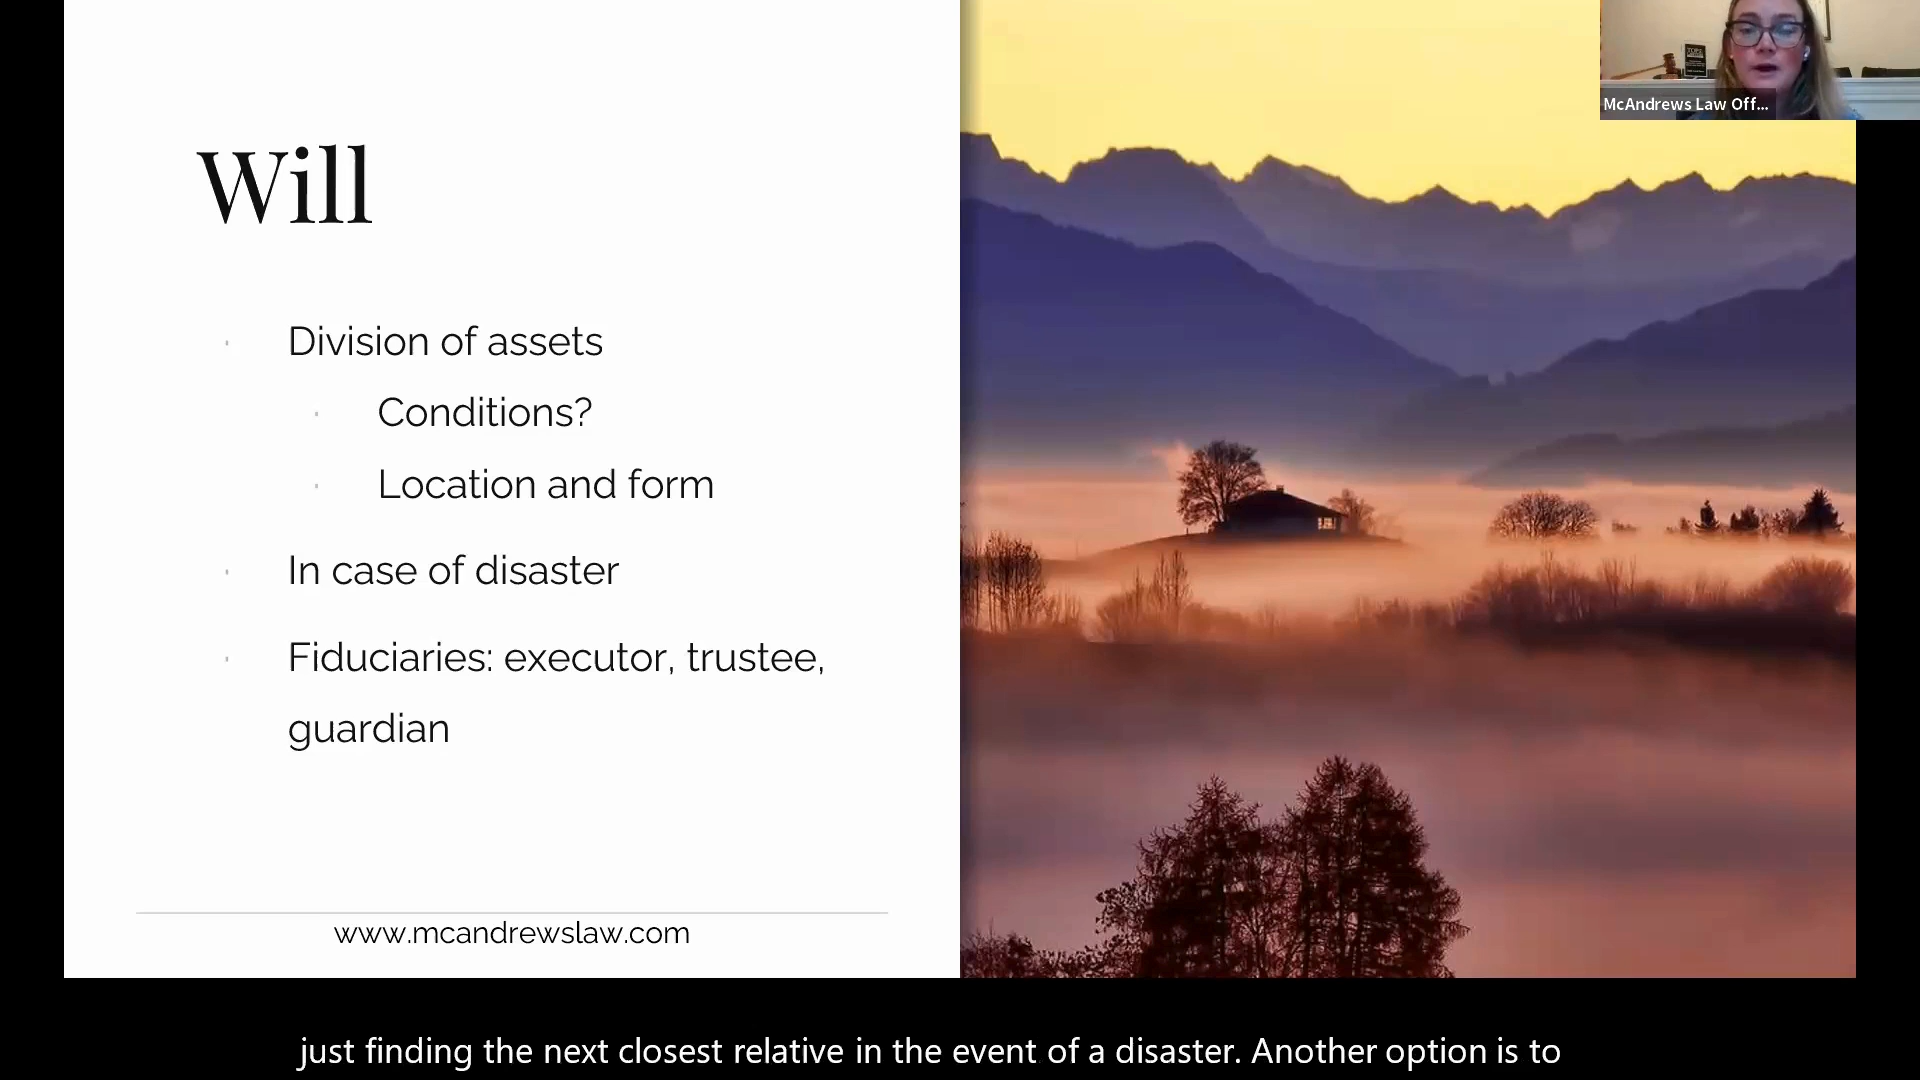 McAndrews Law Off...
Will
Division of assets
Conditions?
Location and form
In case of disaster
Fiduciaries: executor, trustee,
guardian
www.mcandrewslaw.com
just finding the next closest relative in the event of a disaster. Another option is to